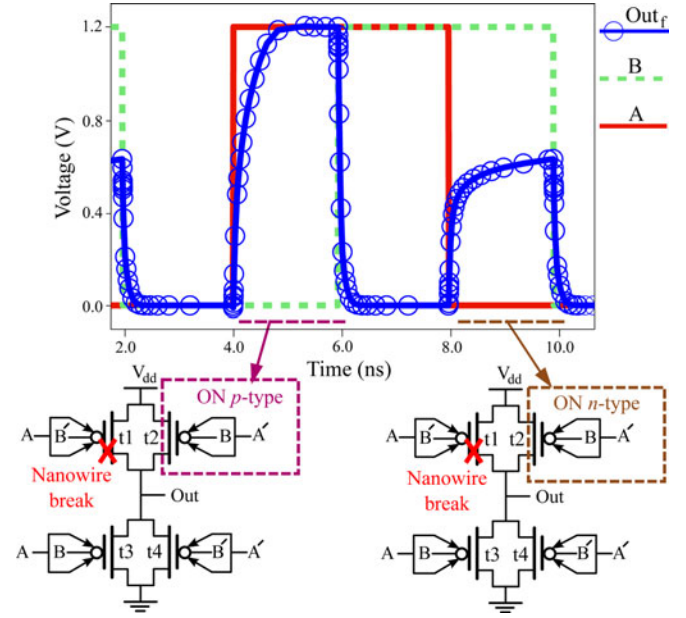 Out_f
B
A
Voltage (V)
1.2
0.8
0.4
0.0
2.0 4.0 6.0 8.0 10.0
Time (ns)
V_dd
ON p-type
A B′ t1 t2 B A′
Nanowire break
Out
A B t3 t4 B′ A′
V_dd
ON n-type
A B′ t1 t2 B A′
Nanowire break
Out
A B t3 t4 B′ A′